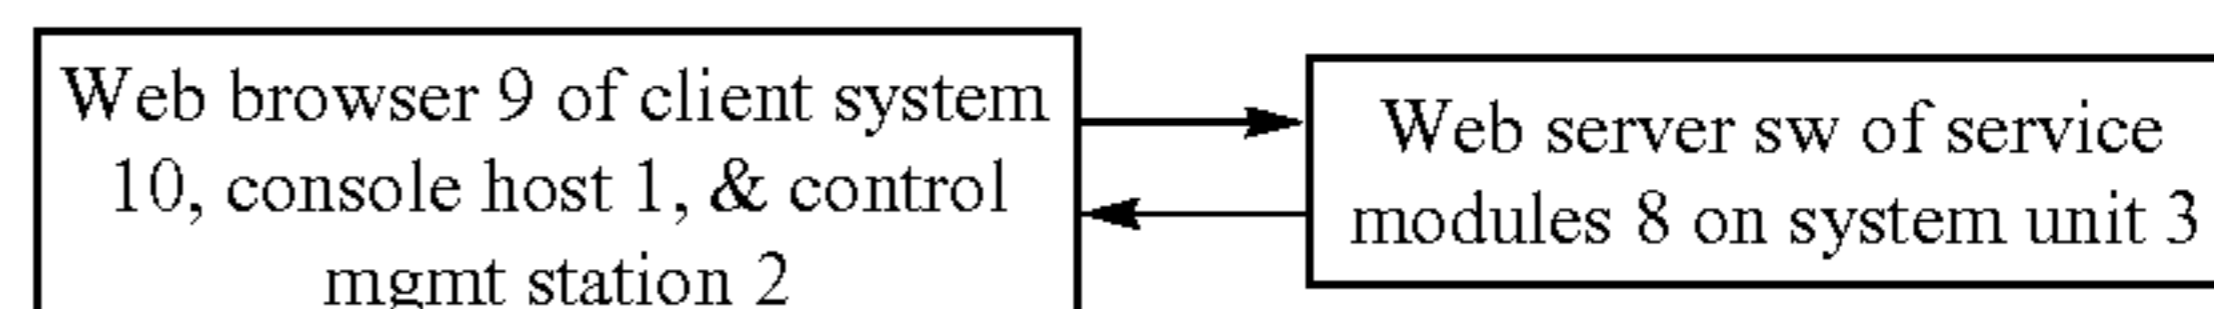 Web browser 9 of client system
10, console host 1, & control
mgmt station 2
Web server sw of service
modules 8 on system unit 3